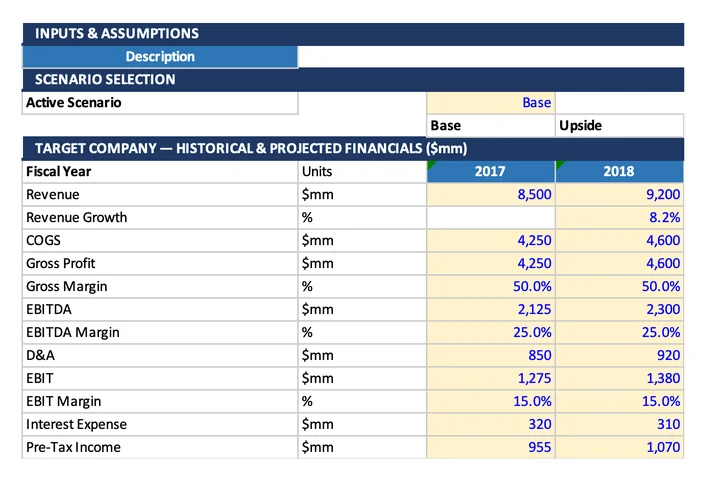 INPUTS & ASSUMPTIONS
Description
SCENARIO SELECTION
Active Scenario Base
Base Upside
TARGET COMPANY — HISTORICAL & PROJECTED FINANCIALS ($mm)
Fiscal Year Units 2017 2018
Revenue $mm 8,500 9,200
Revenue Growth % 8.2%
COGS $mm 4,250 4,600
Gross Profit $mm 4,250 4,600
Gross Margin % 50.0% 50.0%
EBITDA $mm 2,125 2,300
EBITDA Margin % 25.0% 25.0%
D&A $mm 850 920
EBIT $mm 1,275 1,380
EBIT Margin % 15.0% 15.0%
Interest Expense $mm 320 310
Pre-Tax Income $mm 955 1,070